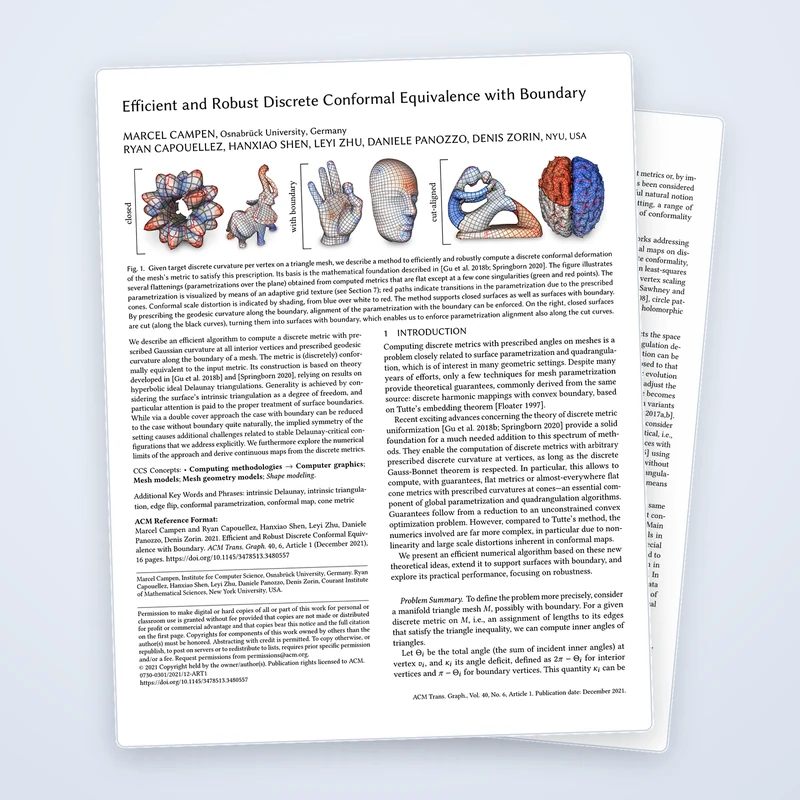 Efficient and Robust Discrete Conformal Equivalence with Boundary
MARCEL CAMPEN, Osnabrück University, Germany
RYAN CAPOUELLEZ, HANXIAO SHEN, LEYI ZHU, DANIELE PANOZZO, DENIS ZORIN, NYU, USA
closed
with boundary
cut-aligned
Fig. 1. Given target discrete curvature per vertex on a triangle mesh, we describe a method to efficiently and robustly compute a discrete conformal deformation
of the mesh's metric to satisfy this prescription. Its basis is the mathematical foundation described in [Gu et al. 2018b; Springborn 2020]. The figure illustrates
several flattenings (parametrizations over the plane) obtained from computed metrics that are flat except at a few cone singularities (green and red points). The
parametrization is visualized by means of an adaptive grid texture (see Section 7); red paths indicate transitions in the parametrization due to the prescribed
cones. Conformal scale distortion is indicated by shading, from blue over white to red. The method supports closed surfaces as well as surfaces with boundary.
By prescribing the geodesic curvature along the boundary, alignment of the parametrization with the boundary can be enforced. On the right, closed surfaces
are cut (along the black curves), turning them into surfaces with boundary, which enables us to enforce parametrization alignment also along the cut curves.
We describe an efficient algorithm to compute a discrete metric with pre-
scribed Gaussian curvature at all interior vertices and prescribed geodesic
curvature along the boundary of a mesh. The metric is (discretely) confor-
mally equivalent to the input metric. Its construction is based on theory
developed in [Gu et al. 2018b] and [Springborn 2020], relying on results on
hyperbolic ideal Delaunay triangulations. Generality is achieved by con-
sidering the surface's intrinsic triangulation as a degree of freedom, and
particular attention is paid to the proper treatment of surface boundaries.
While via a double cover approach the case with boundary can be reduced
to the case without boundary quite naturally, the implied symmetry of the
setting causes additional challenges related to stable Delaunay-critical con-
figurations that we address explicitly. We furthermore explore the numerical
limits of the approach and derive continuous maps from the discrete metrics.
CCS Concepts: • Computing methodologies → Computer graphics;
Mesh models; Mesh geometry models; Shape modeling.
Additional Key Words and Phrases: intrinsic Delaunay, intrinsic triangula-
tion, edge flip, conformal parametrization, conformal map, cone metric
ACM Reference Format:
Marcel Campen and Ryan Capouellez, Hanxiao Shen, Leyi Zhu, Daniele
Panozzo, Denis Zorin. 2021. Efficient and Robust Discrete Conformal Equiv-
alence with Boundary. ACM Trans. Graph. 40, 6, Article 1 (December 2021),
16 pages. https://doi.org/10.1145/3478513.3480557
Marcel Campen, Institute for Computer Science, Osnabrück University, Germany. Ryan
Capouellez, Hanxiao Shen, Leyi Zhu, Daniele Panozzo, Denis Zorin, Courant Institute
of Mathematical Sciences, New York University, USA.
Permission to make digital or hard copies of all or part of this work for personal or
classroom use is granted without fee provided that copies are not made or distributed
for profit or commercial advantage and that copies bear this notice and the full citation
on the first page. Copyrights for components of this work owned by others than the
author(s) must be honored. Abstracting with credit is permitted. To copy otherwise, or
republish, to post on servers or to redistribute to lists, requires prior specific permission
and/or a fee. Request permissions from permissions@acm.org.
© 2021 Copyright held by the owner/author(s). Publication rights licensed to ACM.
0730-0301/2021/12-ART1
https://doi.org/10.1145/3478513.3480557
1 INTRODUCTION
Computing discrete metrics with prescribed angles on meshes is a
problem closely related to surface parametrization and quadrangula-
tion, which is of interest in many geometric settings. Despite many
years of efforts, only a few techniques for mesh parametrization
provide theoretical guarantees, commonly derived from the same
source: discrete harmonic mappings with convex boundary, based
on Tutte's embedding theorem [Floater 1997].
Recent exciting advances concerning the theory of discrete metric
uniformization [Gu et al. 2018b; Springborn 2020] provide a solid
foundation for a much needed addition to this spectrum of meth-
ods. They enable the computation of discrete metrics with arbitrary
prescribed discrete curvature at vertices, as long as the discrete
Gauss-Bonnet theorem is respected. In particular, this allows to
compute, with guarantees, flat metrics or almost-everywhere flat
cone metrics with prescribed curvatures at cones—an essential com-
ponent of global parametrization and quadrangulation algorithms.
Guarantees follow from a reduction to an unconstrained convex
optimization problem. However, compared to Tutte's method, the
numerics involved are far more complex, in particular due to non-
linearity and large scale distortions inherent in conformal maps.
We present an efficient numerical algorithm based on these new
theoretical ideas, extend it to support surfaces with boundary, and
explore its practical performance, focusing on robustness.
Problem Summary. To define the problem more precisely, consider
a manifold triangle mesh M, possibly with boundary. For a given
discrete metric on M, i.e., an assignment of lengths to its edges
that satisfy the triangle inequality, we can compute inner angles of
triangles.
Let Θi be the total angle (the sum of incident inner angles) at
vertex vi, and κi its angle deficit, defined as 2π − Θi for interior
vertices and π − Θi for boundary vertices. This quantity κi can be
ACM Trans. Graph., Vol. 40, No. 6, Article 1. Publication date: December 2021.